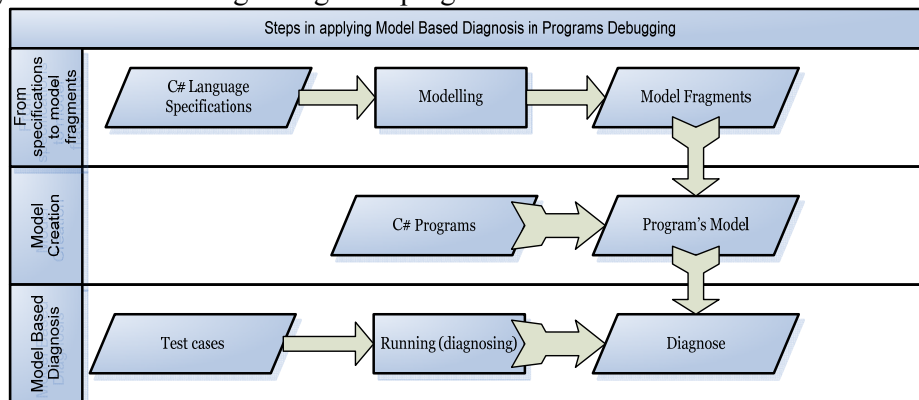 Steps in applying Model Based Diagnosis in Programs Debugging
From
specifications
to model
fragments
C# Language
Specifications
Modelling
Model Fragments
Model
Creation
C# Programs
Program's Model
Model Based
Diagnosis
Test cases
Running (diagnosing)
Diagnose